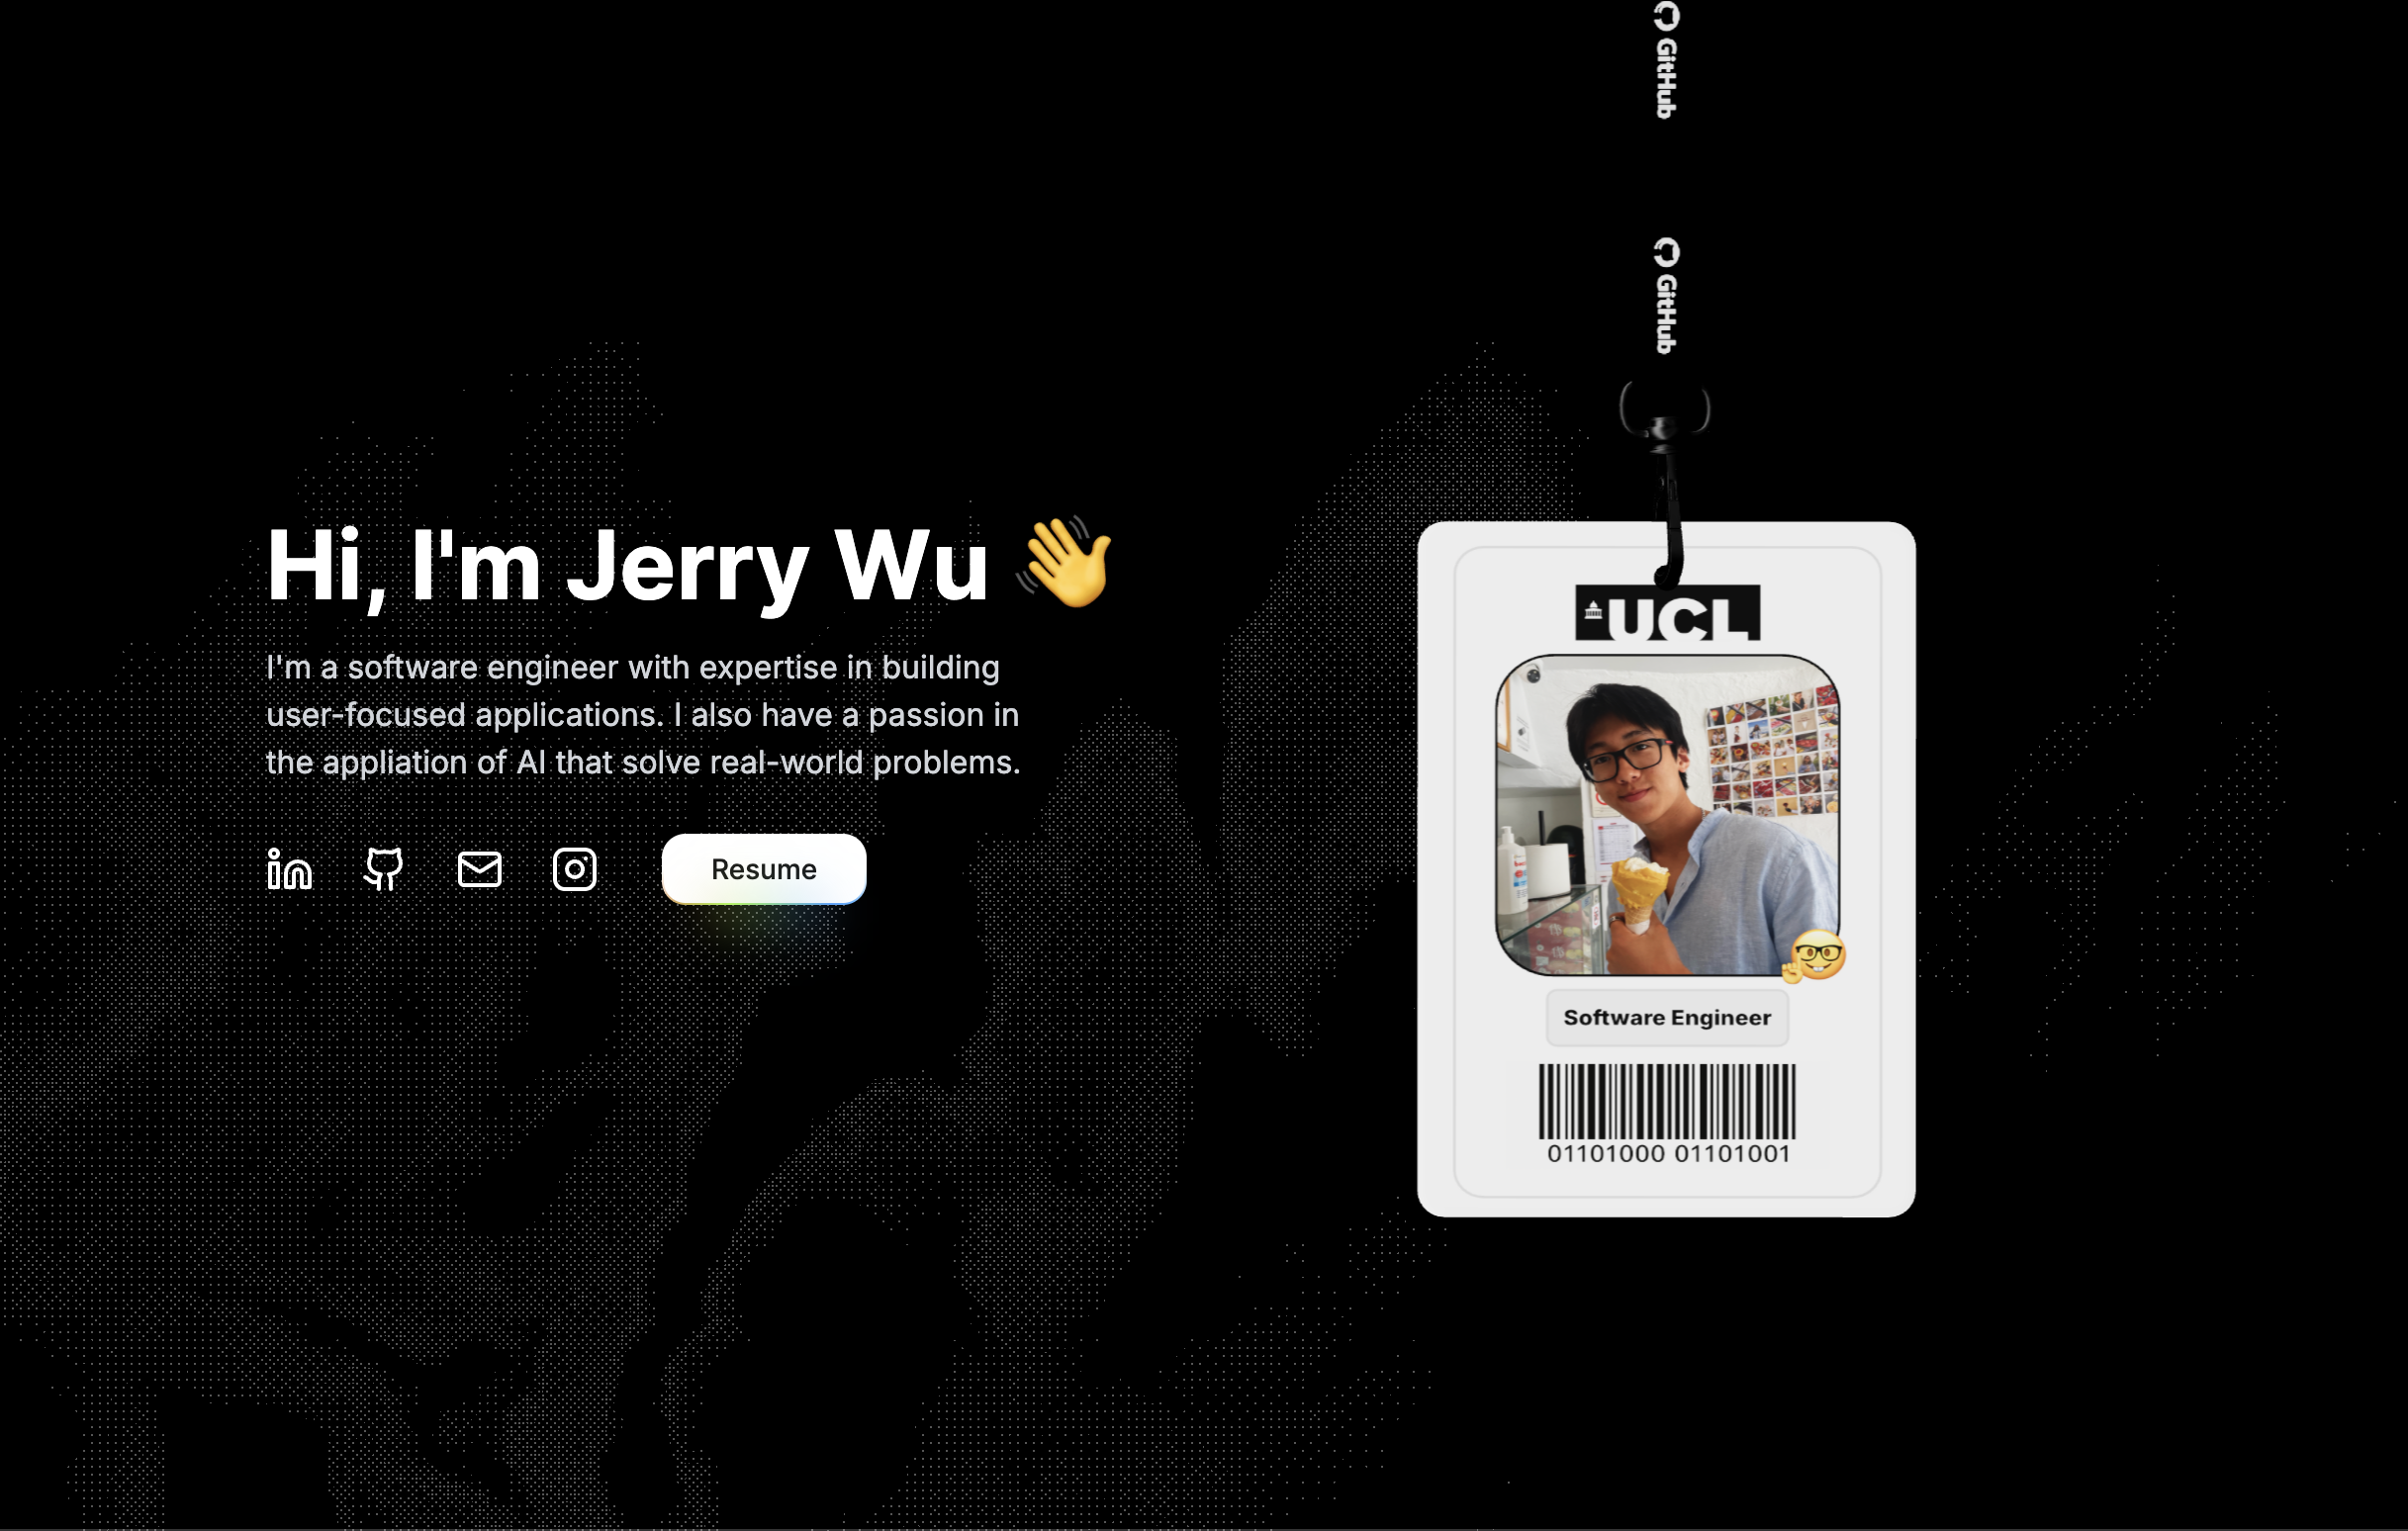 GitHub
GitHub
Hi, I'm Jerry Wu 👋
I'm a software engineer with expertise in building
user-focused applications. I also have a passion in
the appliation of AI that solve real-world problems.
in
Resume
UCL
Software Engineer
01101000 01101001